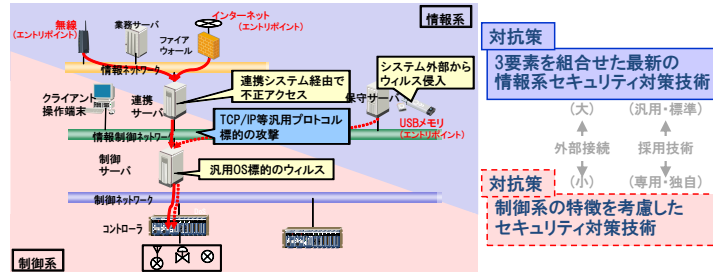 無線
(エントリポイント)
業務サーバ
インターネット
(エントリポイント)
ファイア
ウォール
情報系
情報ネットワーク
クライアント
操作端末
連携
サーバ
連携システム経由で
不正アクセス
システム外部から
ウィルス侵入
保守サーバ
TCP/IP等汎用プロトコル
標的の攻撃
USBメモリ
(エントリポイント)
情報制御ネットワーク
制御
サーバ
汎用OS標的のウィルス
制御ネットワーク
コントローラ
制御系
対抗策
3要素を組合せた最新の
情報系セキュリティ対策技術
(大) (汎用・標準)
外部接続 採用技術
(小) (専用・独自)
対抗策
制御系の特徴を考慮した
セキュリティ対策技術